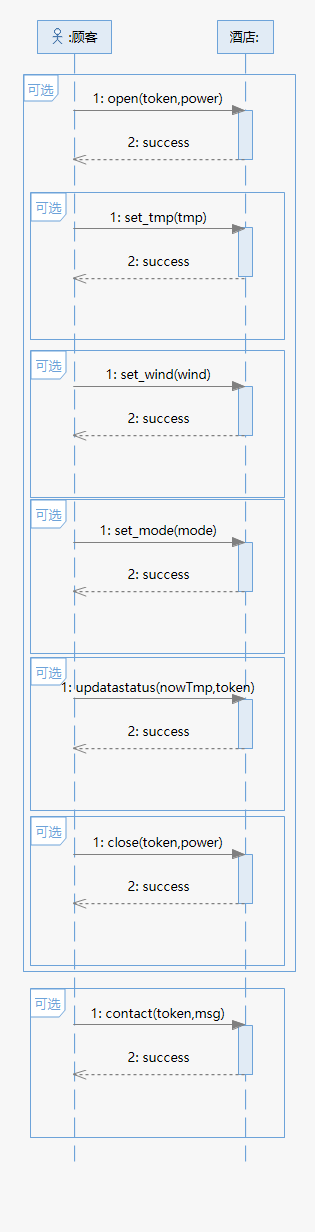 :顾客
酒店:
可选
1: open(token,power)
2: success
可选
1: set_tmp(tmp)
2: success
可选
1: set_wind(wind)
2: success
可选
1: set_mode(mode)
2: success
可选
1: updatastatus(nowTmp,token)
2: success
可选
1: close(token,power)
2: success
可选
1: contact(token,msg)
2: success